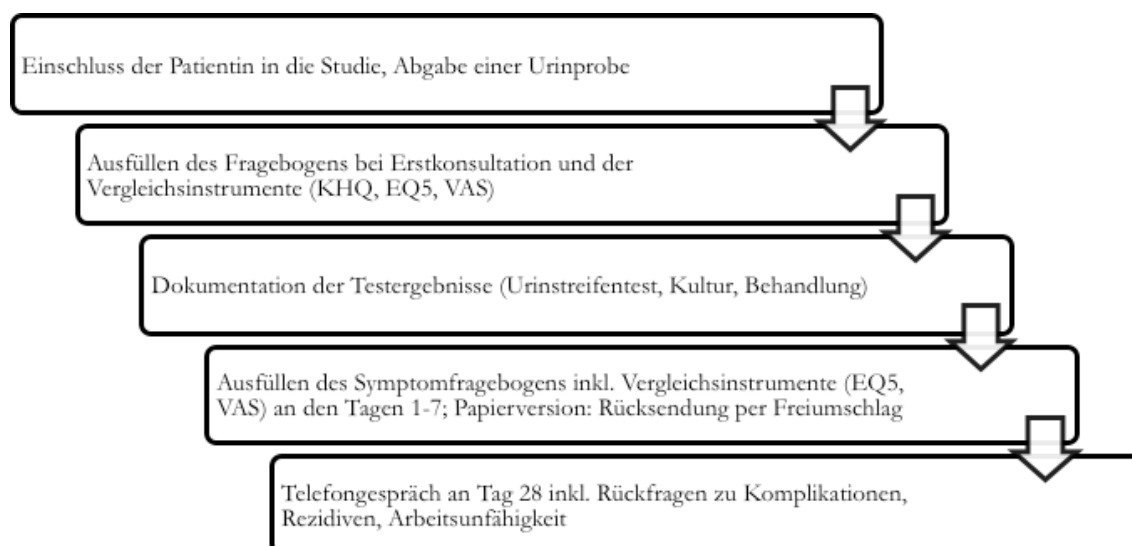 Einschluss der Patientin in die Studie, Abgabe einer Urinprobe
Ausfüllen des Fragebogens bei Erstkonsultation und der
Vergleichsinstrumente (KHQ, EQ5, VAS)
Dokumentation der Testergebnisse (Urinstreifentest, Kultur, Behandlung)
Ausfüllen des Symptomfragebogens inkl. Vergleichsinstrumente (EQ5,
VAS) an den Tagen 1-7; Papierversion: Rücksendung per Freiumschlag
Telefongespräch an Tag 28 inkl. Rückfragen zu Komplikationen,
Rezidiven, Arbeitsunfähigkeit